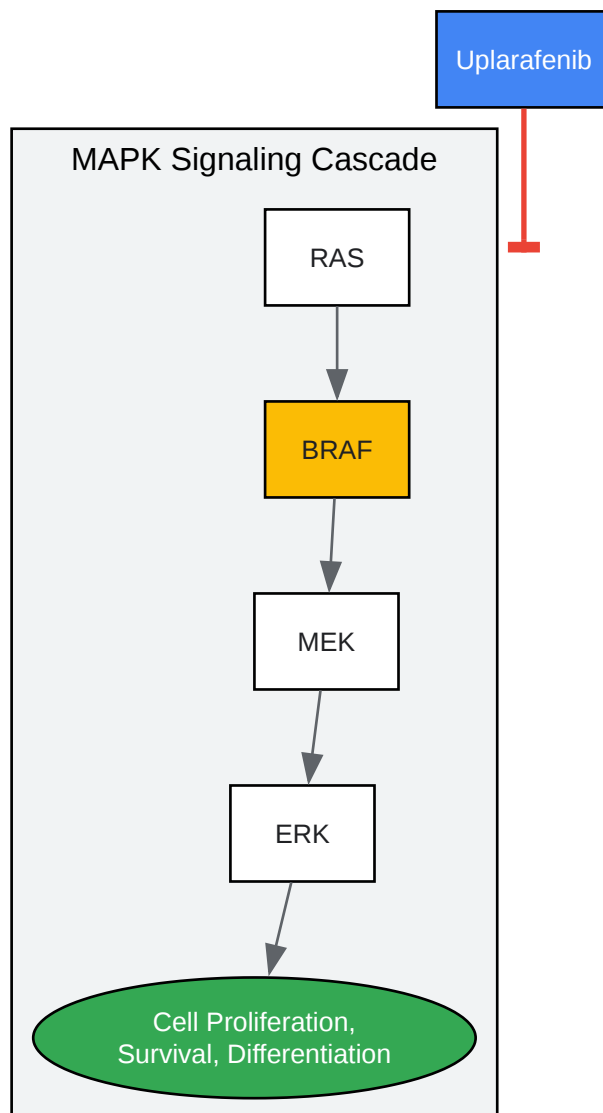 Uplarafenib
MAPK Signaling Cascade
RAS
BRAF
MEK
ERK
Cell Proliferation,
Survival, Differentiation